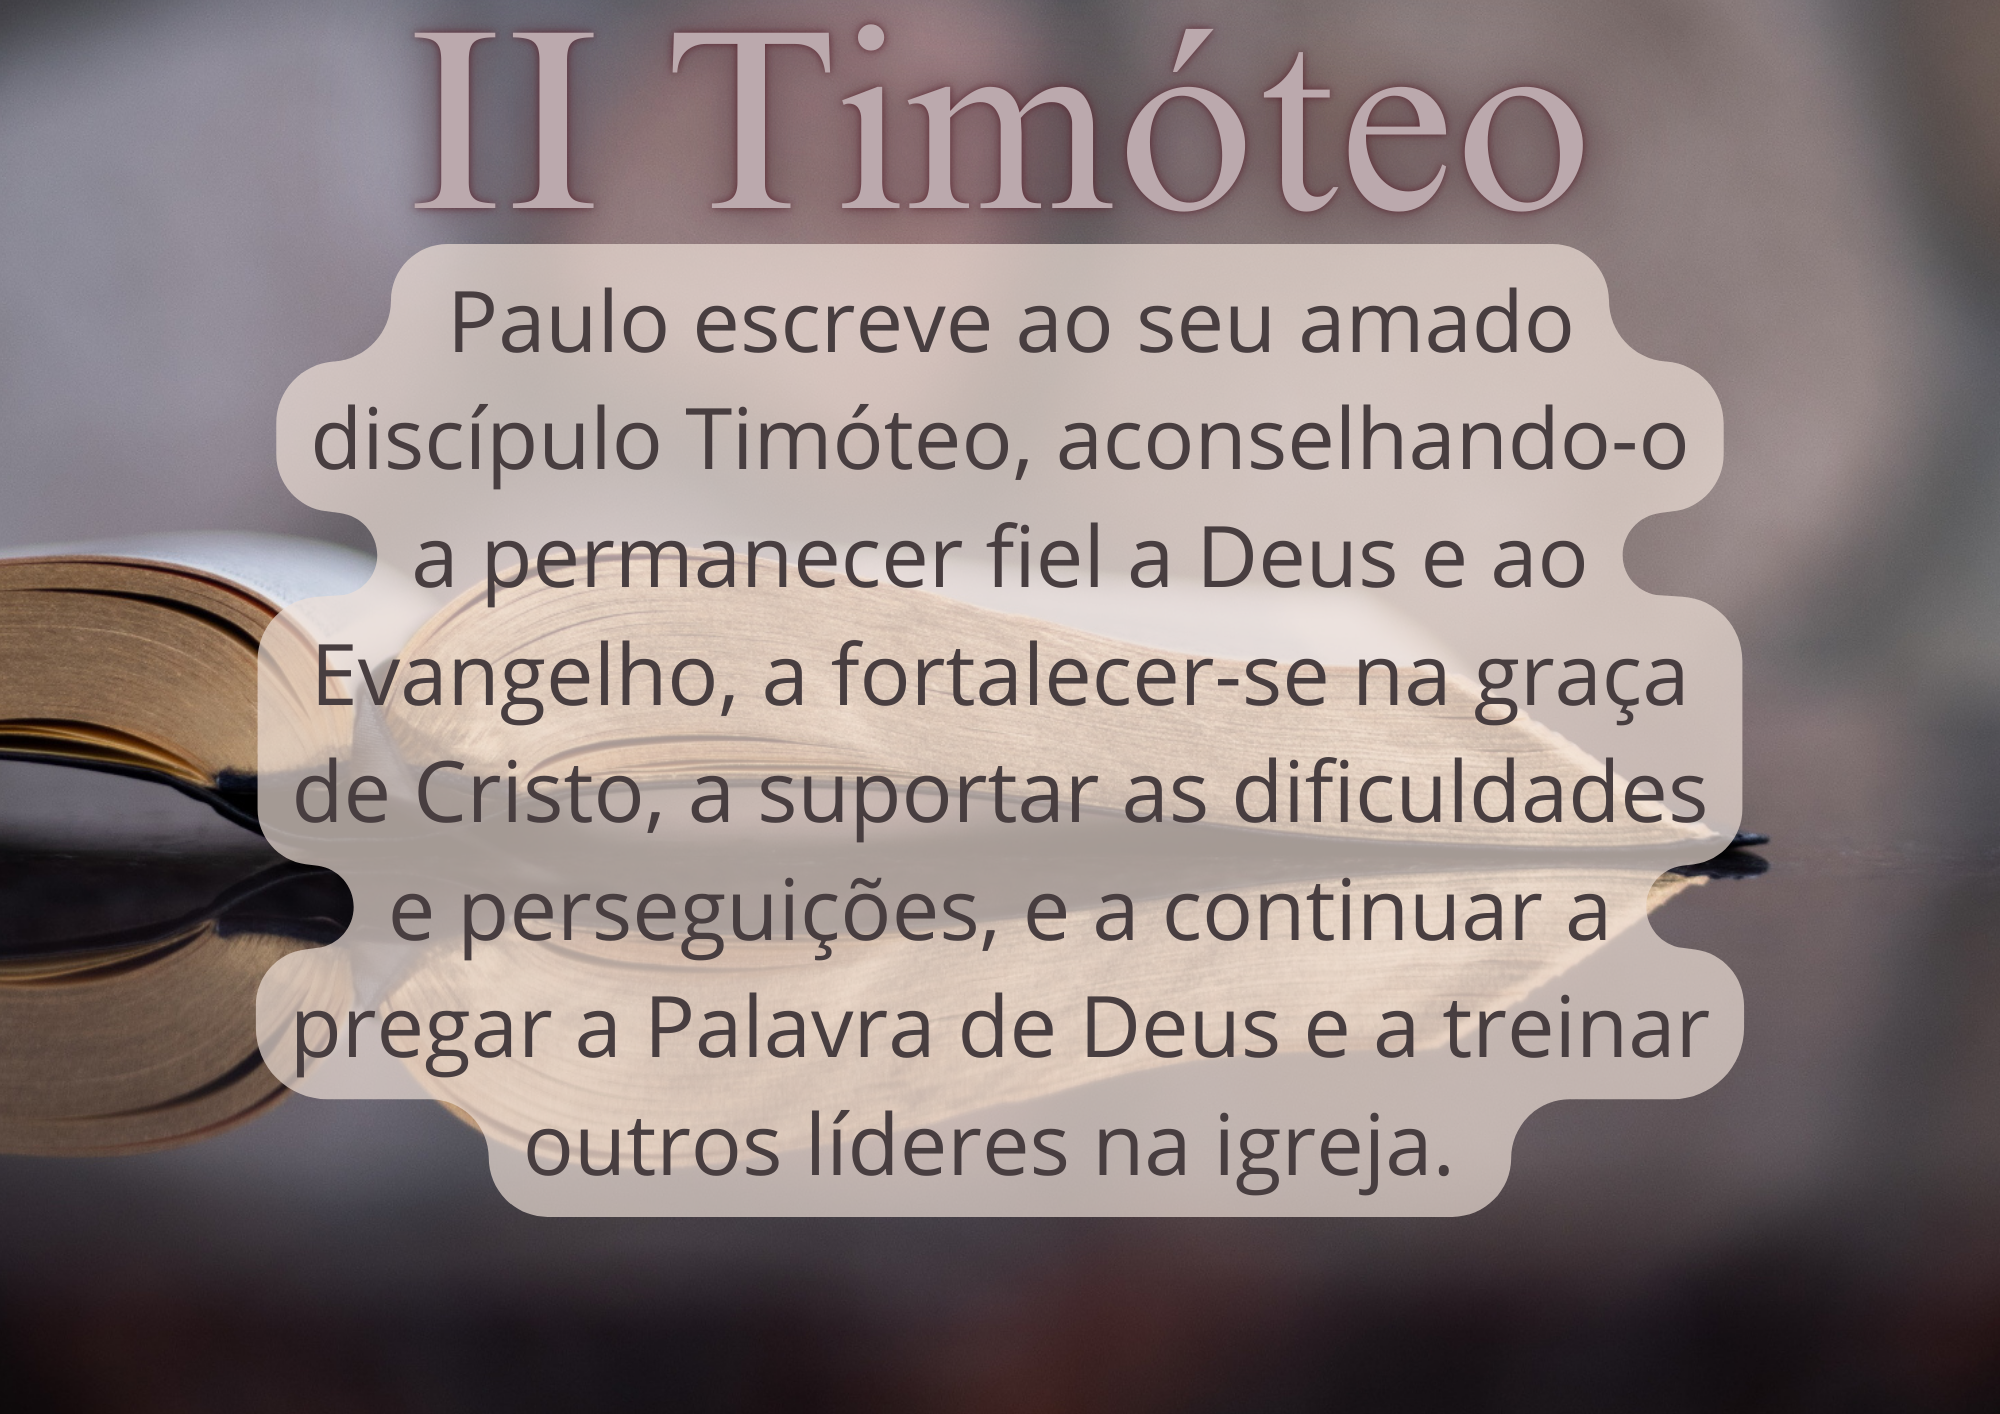 II Timóteo
Paulo escreve ao seu amado
discípulo Timóteo, aconselhando-o
a permanecer fiel a Deus e ao
Evangelho, a fortalecer-se na graça
de Cristo, a suportar as dificuldades
e perseguições, e a continuar a
pregar a Palavra de Deus e a treinar
outros líderes na igreja.